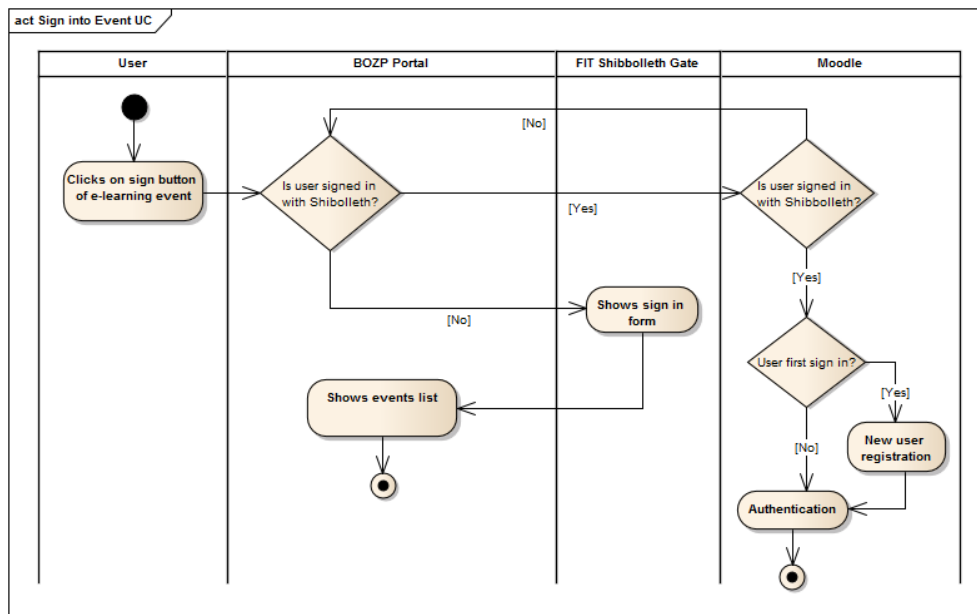 act Sign into Event UC
User
BOZP Portal
FIT Shibbolleth Gate
Moodle
[No]
Clicks on sign button
of e-learning event
Is user signed in
with Shibolleth?
[Yes]
Is user signed in
with Shibbolleth?
[Yes]
[No]
Shows sign in
form
User first sign in?
[Yes]
Shows events list
[No]
New user
registration
Authentication